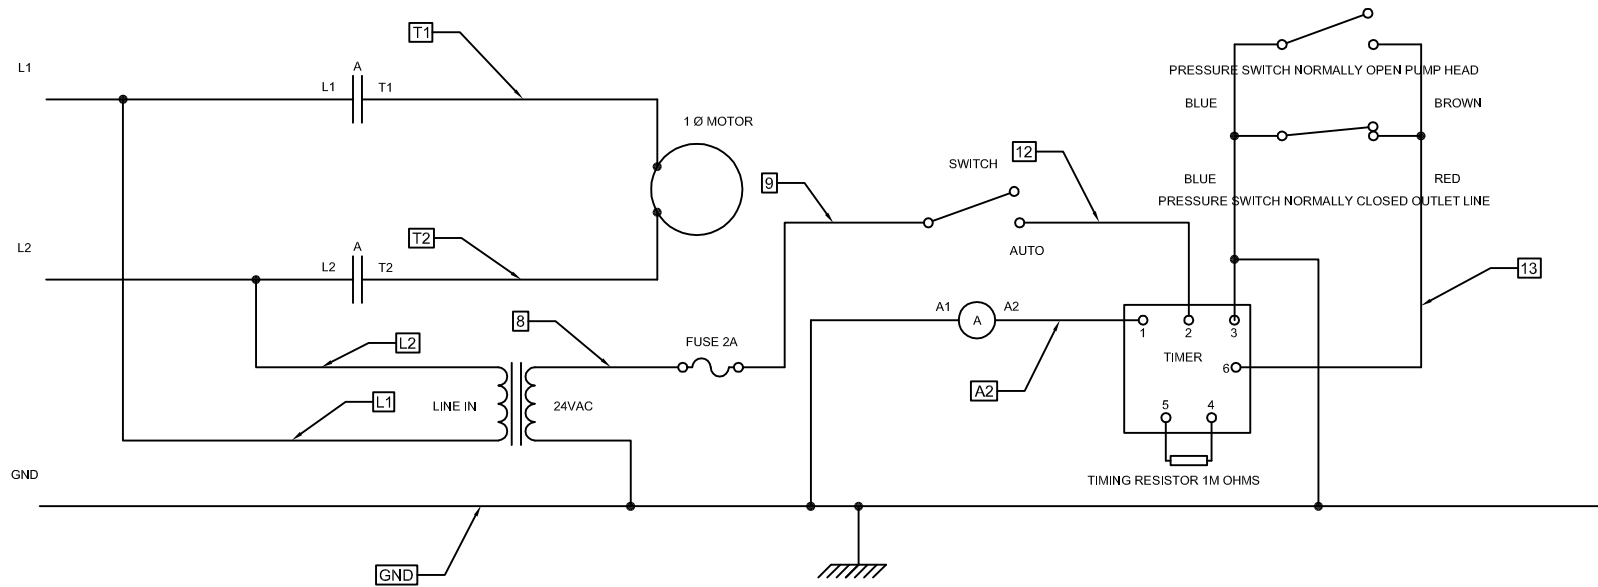 T1
L1
A
L1
T1
PRESSURE SWITCH NORMALLY OPEN PUMP HEAD
BLUE
BROWN
1 Ø MOTOR
12
SWITCH
9
BLUE
RED
PRESSURE SWITCH NORMALLY CLOSED OUTLET LINE
T2
L2
A
L2
T2
AUTO
13
A1
A
A2
8
1
2
3
L2
FUSE 2A
TIMER
6
A2
L1
LINE IN
24VAC
5
4
GND
TIMING RESISTOR 1M OHMS
GND